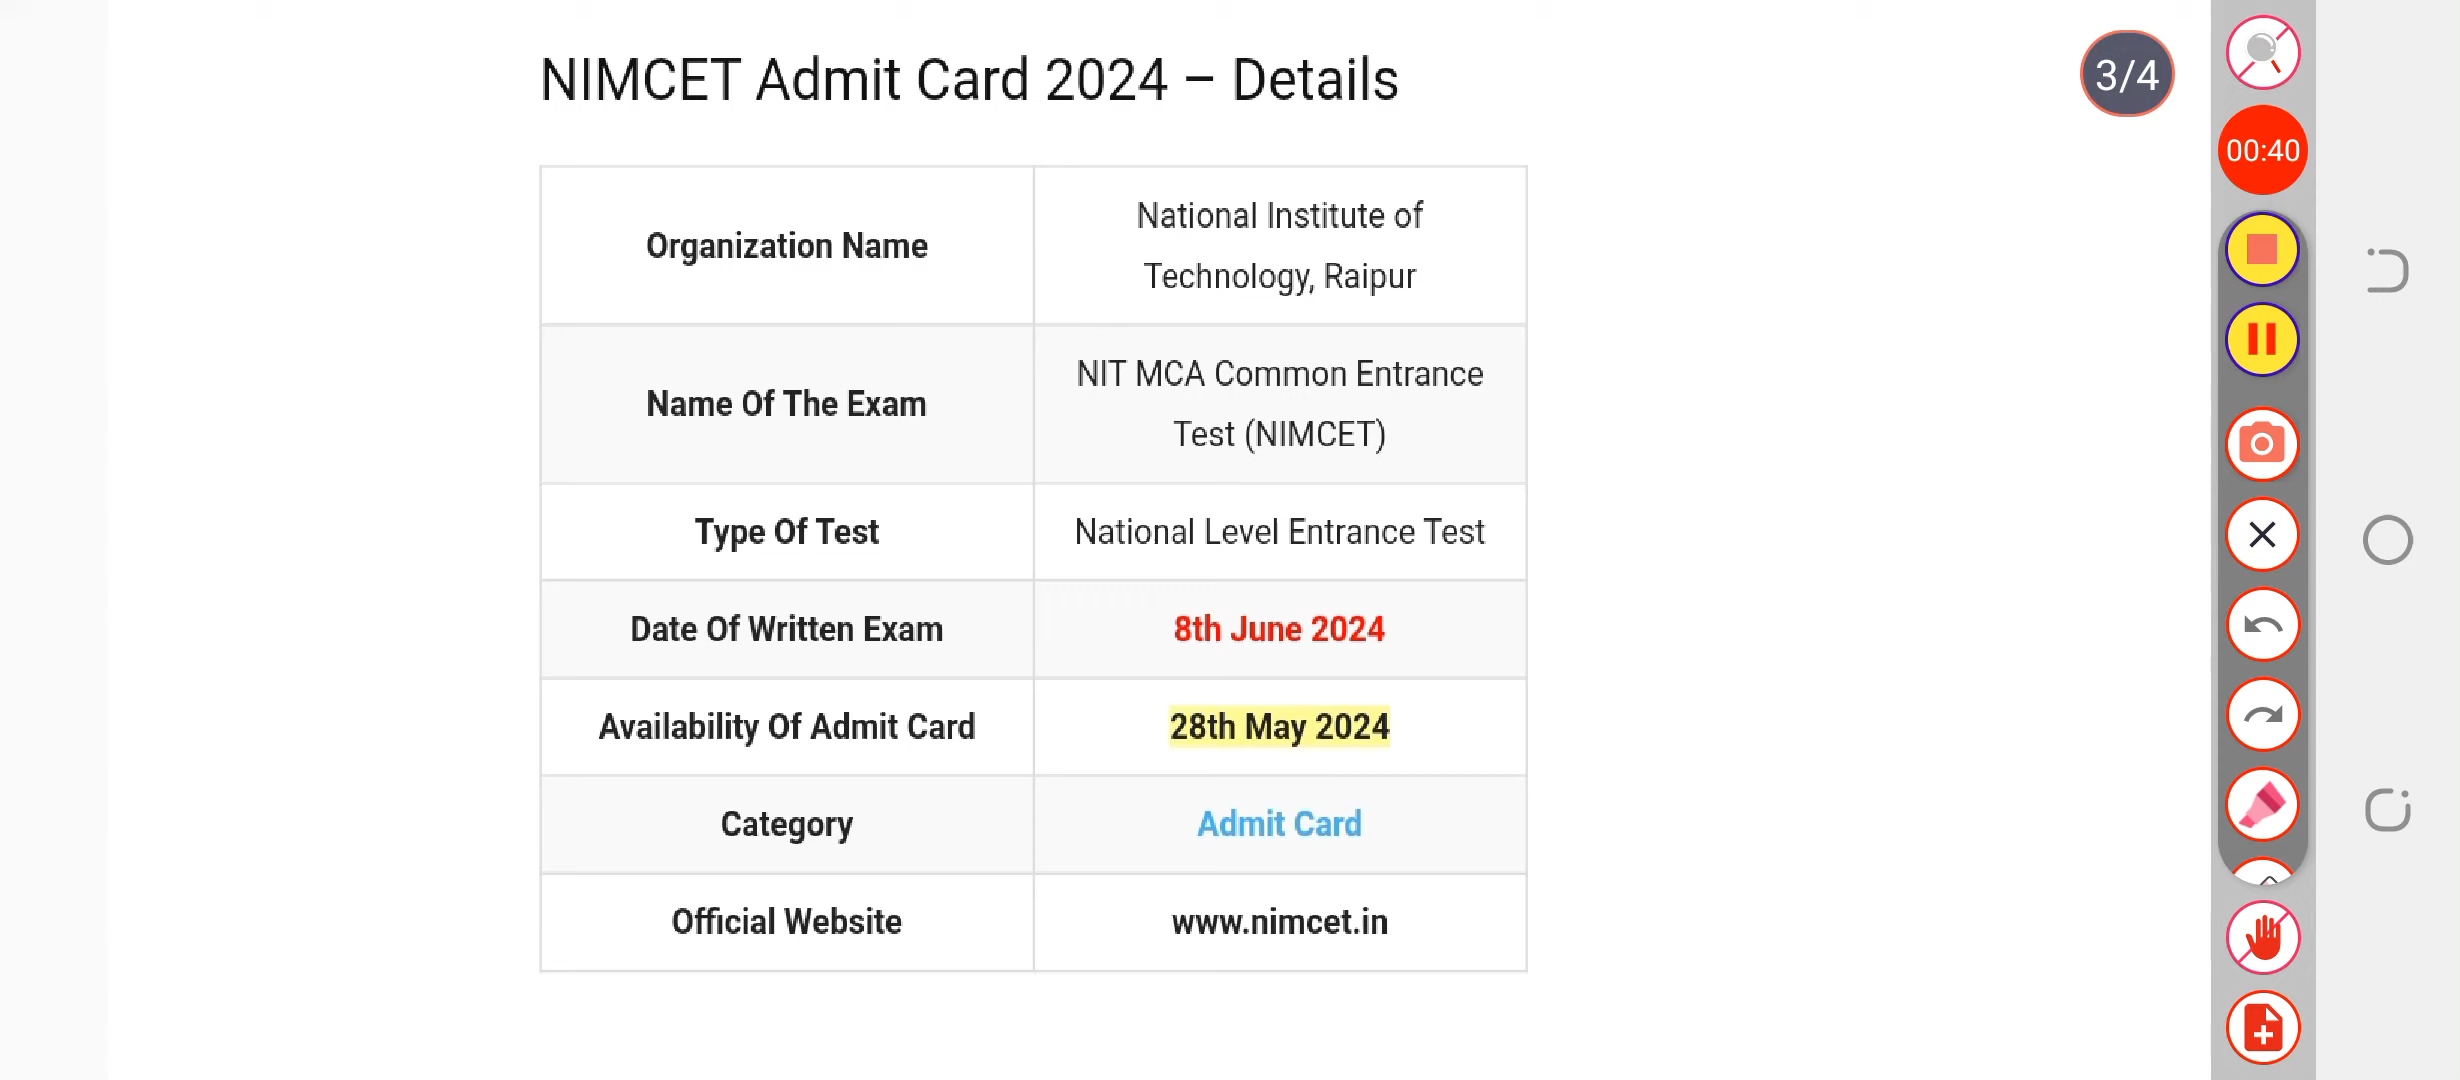 NIMCET Admit Card 2024 – Details
3/4
00:40
Organization Name
National Institute of
Technology, Raipur
Name Of The Exam
NIT MCA Common Entrance
Test (NIMCET)
Type Of Test
National Level Entrance Test
Date Of Written Exam
8th June 2024
Availability Of Admit Card
28th May 2024
Category
Admit Card
Official Website
www.nimcet.in